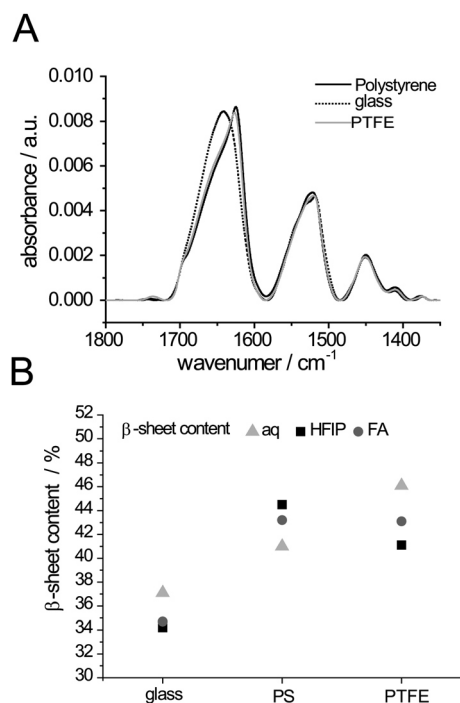 A
0.010
0.008
0.006
0.004
0.002
0.000
absorbance / a.u.
Polystyrene
glass
PTFE
1800 1700 1600 1500 1400
wavenumer / cm⁻¹
B
β-sheet content aq HFIP FA
52
50
48
46
44
42
40
38
36
34
32
30
β-sheet content / %
glass PS PTFE